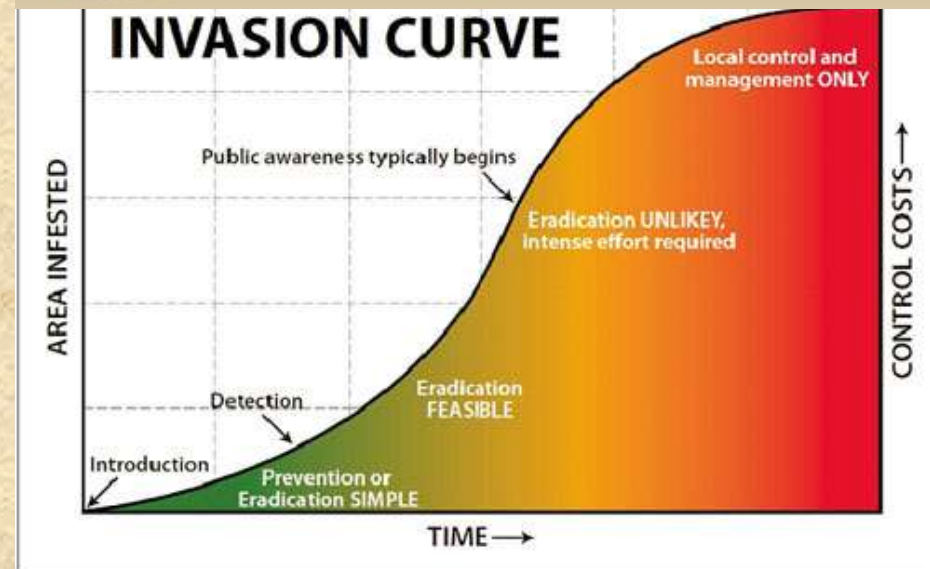 INVASION CURVE
Local control and
management ONLY
Public awareness typically begins
Eradication UNLIKEY,
intense effort required
AREA INFESTED
CONTROL COSTS
Eradication
FEASIBLE
Detection
Introduction
Prevention or
Eradication SIMPLE
TIME